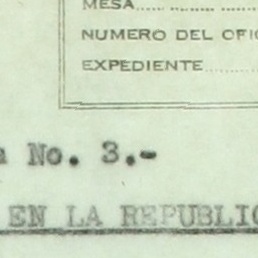 MESA
NUMERO DEL OFIC
EXPEDIENTE
a No. 3.-
EN LA REPUBLIC